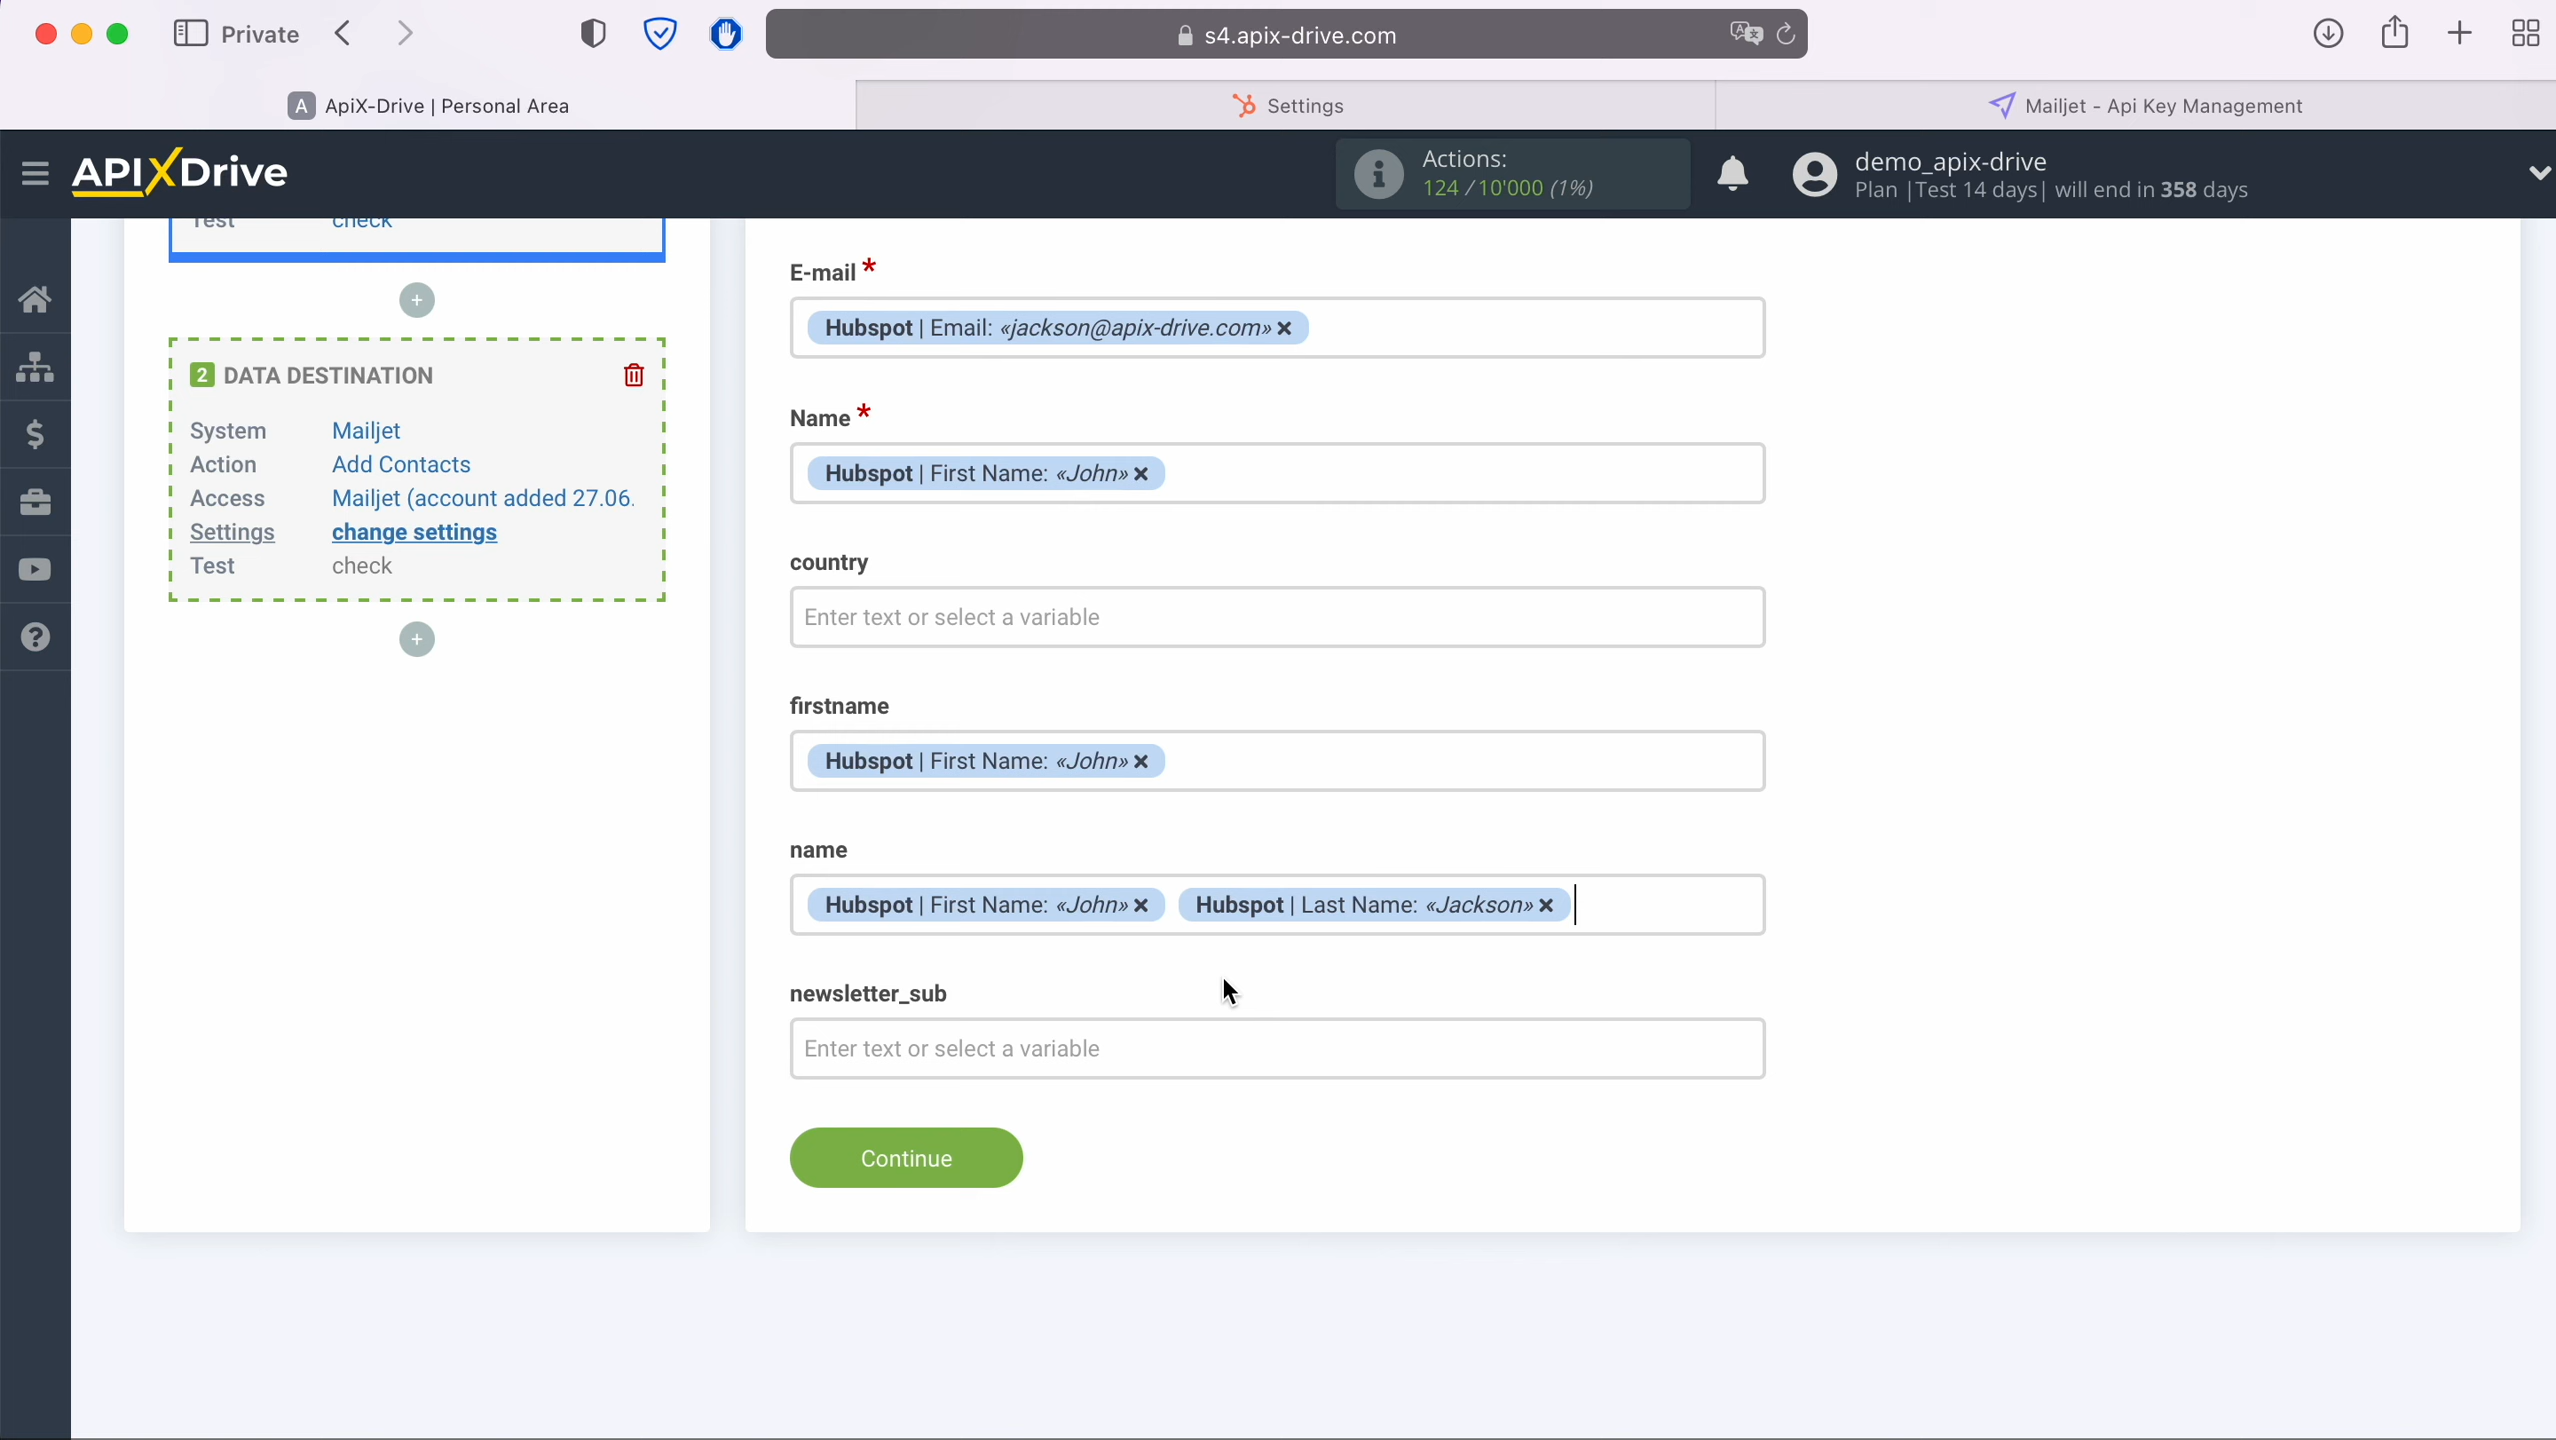 Private
s4.apix-drive.com
A ApiX-Drive | Personal Area
Settings
Mailjet - Api Key Management
APIXDrive
Actions:
124 / 10'000 (1%)
demo_apix-drive
Plan |Test 14 days| will end in 358 days
Test check
2 DATA DESTINATION
System Mailjet
Action Add Contacts
Access Mailjet (account added 27.06.
Settings change settings
Test check
E-mail *
Hubspot | Email: «jackson@apix-drive.com» ×
Name *
Hubspot | First Name: «John» ×
country
Enter text or select a variable
firstname
Hubspot | First Name: «John» ×
name
Hubspot | First Name: «John» × Hubspot | Last Name: «Jackson» ×
newsletter_sub
Enter text or select a variable
Continue